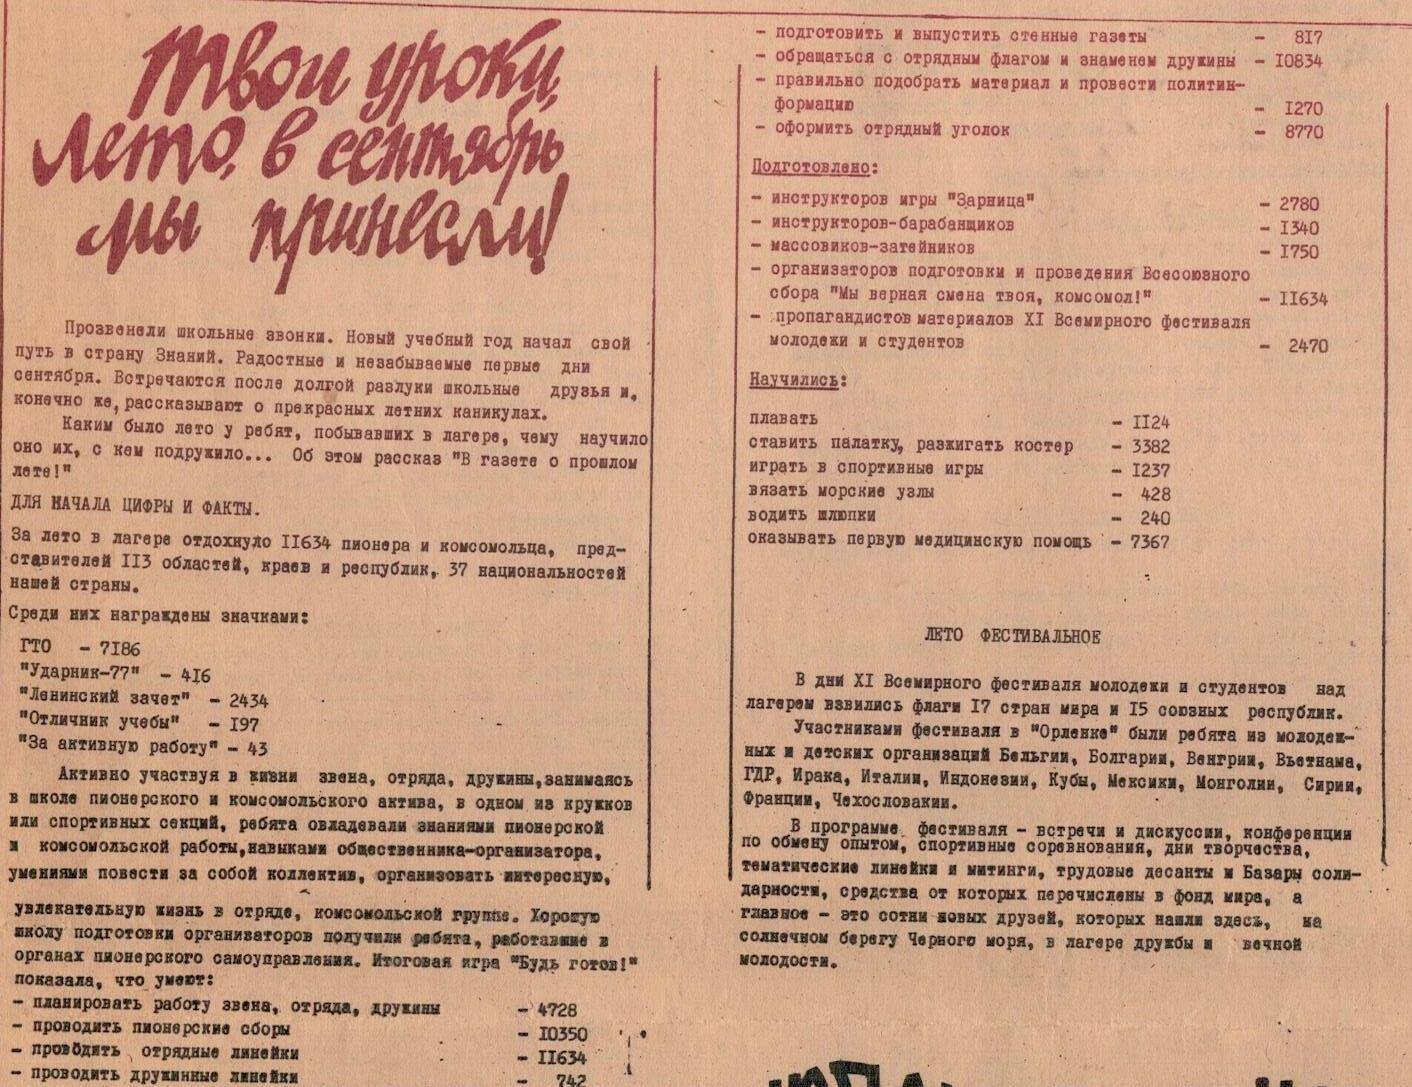 Твои уроки,
лето, в сентябрь
мы принесли!
Прозвенели школьные звонки. Новый учебный год начал свой
путь в страну Знаний. Радостные и незабываемые первые дни
сентября. Встречаются после долгой разлуки школьные друзья и,
конечно же, рассказывают о прекрасных летних каникулах.
Каким было лето у ребят, побывавших в лагере, чему научило
оно их, с кем подружило... Об этом рассказ "В газете о прошлом
лете!"
ДЛЯ НАЧАЛА ЦИФРЫ И ФАКТЫ.
За лето в лагере отдохнуло II634 пионера и комсомольца, пред-
ставителей II3 областей, краев и республик, 37 национальностей
нашей страны.
Среди них награждены значками:
ГТО - 7I86
"Ударник-77" - 4I6
"Ленинский зачет" - 2434
"Отличник учебы" - I97
"За активную работу" - 43
Активно участвуя в жизни звена, отряда, дружины,занимаясь
в школе пионерского и комсомольского актива, в одном из кружков
или спортивных секций, ребята овладевали знаниями пионерской
и комсомольской работы,навыками общественника-организатора,
умениями повести за собой коллектив, организовать интересную,
увлекательную жизнь в отряде, комсомольской группе. Хорошую
школу подготовки организаторов получили ребята, работавшие в
органах пионерского самоуправления. Итоговая игра "Будь готов!"
показала, что умеют:
- планировать работу звена, отряда, дружины - 4728
- проводить пионерские сборы - I0350
- проводить отрядные линейки - II634
- проводить дружинные линейки - 742
- подготовить и выпустить стенные газеты - 8I7
- обращаться с отрядным флагом и знаменем дружины - I0834
- правильно подобрать материал и провести политин-
формацию - I270
- оформить отрядный уголок - 8770
Подготовлено:
- инструкторов игры "Зарница" - 2780
- инструкторов-барабанщиков - I340
- массовиков-затейников - I750
- организаторов подготовки и проведения Всесоюзного
сбора "Мы верная смена твоя, комсомол!" - II634
- пропагандистов материалов XI Всемирного фестиваля
молодежи и студентов - 2470
Научились:
плавать - II24
ставить палатку, разжигать костер - 3382
играть в спортивные игры - I237
вязать морские узлы - 428
водить шлюпки - 240
оказывать первую медицинскую помощь - 7367
ЛЕТО ФЕСТИВАЛЬНОЕ
В дни XI Всемирного фестиваля молодежи и студентов над
лагерем взвились флаги I7 стран мира и I5 союзных республик.
Участниками фестиваля в "Орленке" были ребята из молодеж-
ных и детских организаций Бельгии, Болгарии, Венгрии, Вьетнама,
ГДР, Ирака, Италии, Индонезии, Кубы, Мексики, Монголии, Сирии,
Франции, Чехословакии.
В программе фестиваля - встречи и дискуссии, конференции
по обмену опытом, спортивные соревнования, дни творчества,
тематические линейки и митинги, трудовые десанты и Базары соли-
дарности, средства от которых перечислены в фонд мира, а
главное - это сотни новых друзей, которых нашли здесь, на
солнечном берегу Черного моря, в лагере дружбы и вечной
молодости.